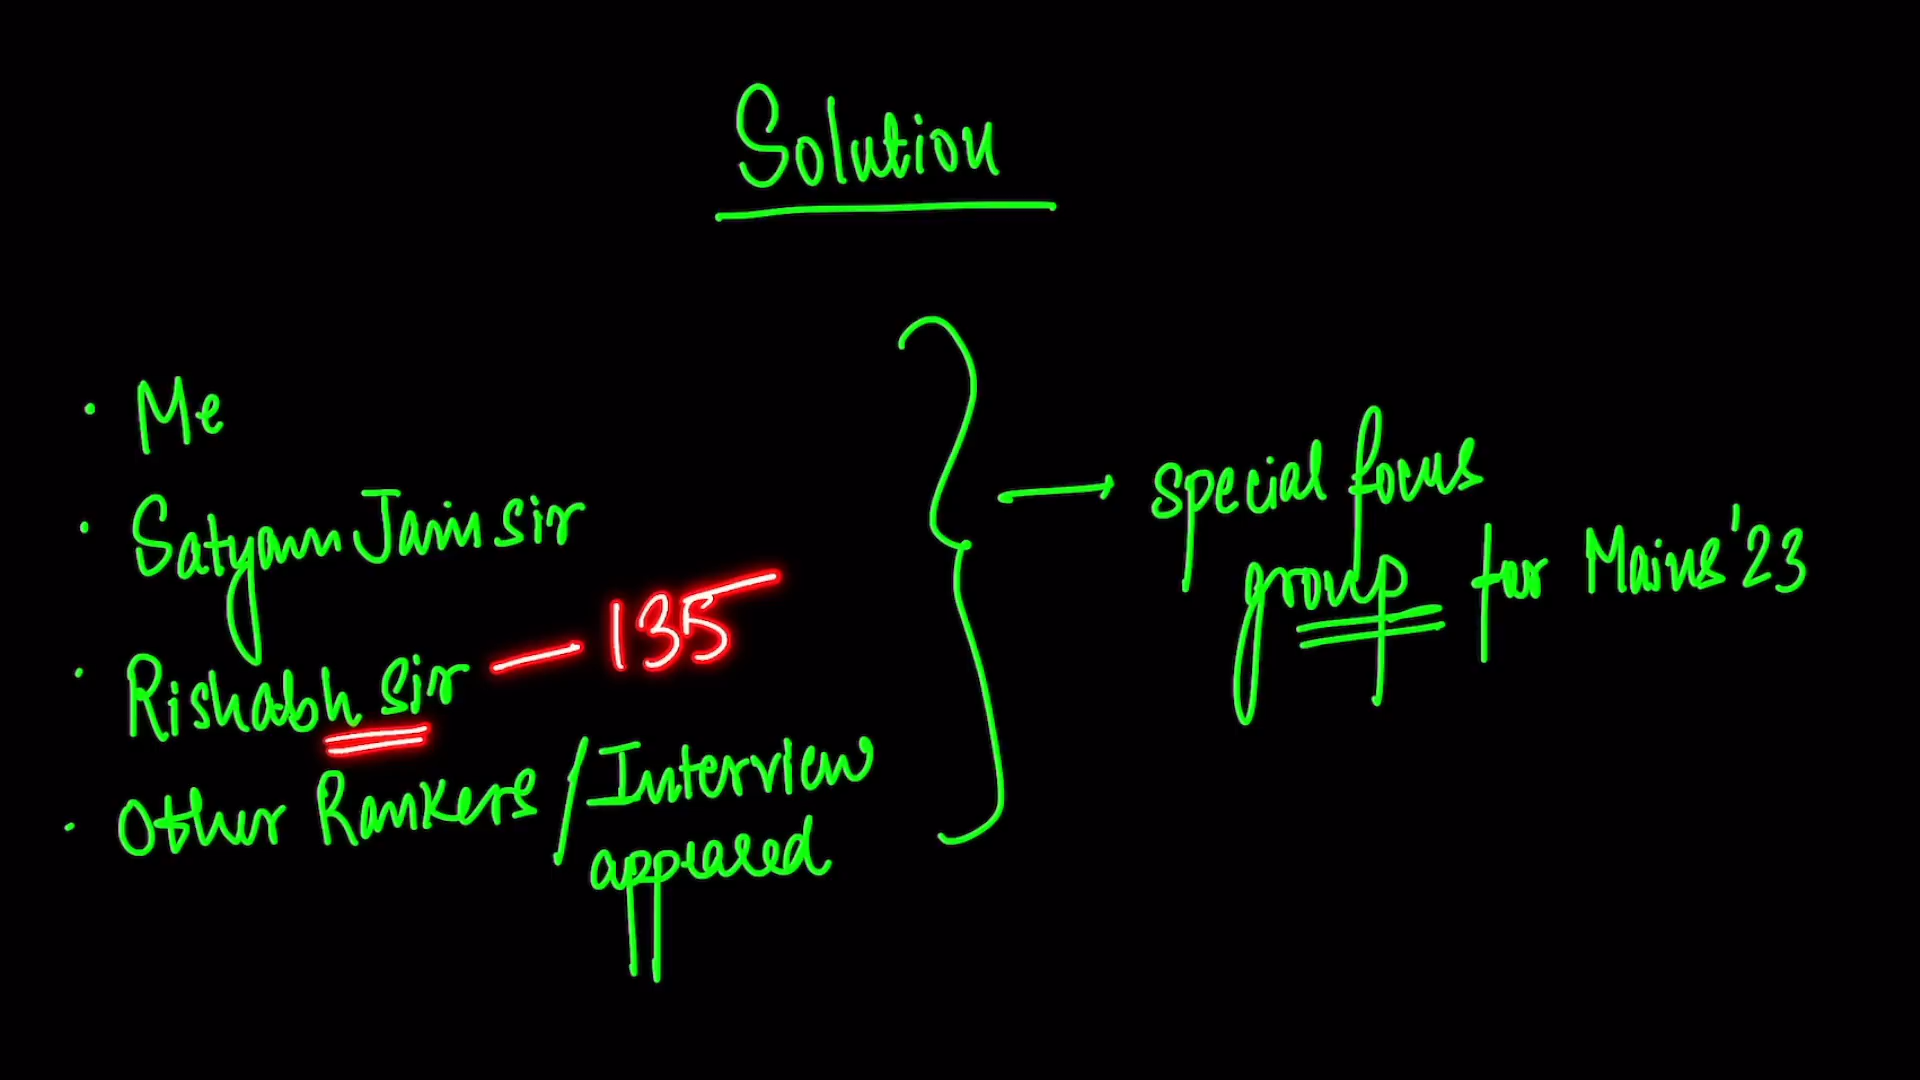 Solution
• Me
• Satyam Jain sir
• Rishabh sir — 135
• Other Rankers / Interview
appeared
→ special focus
group for Mains'23